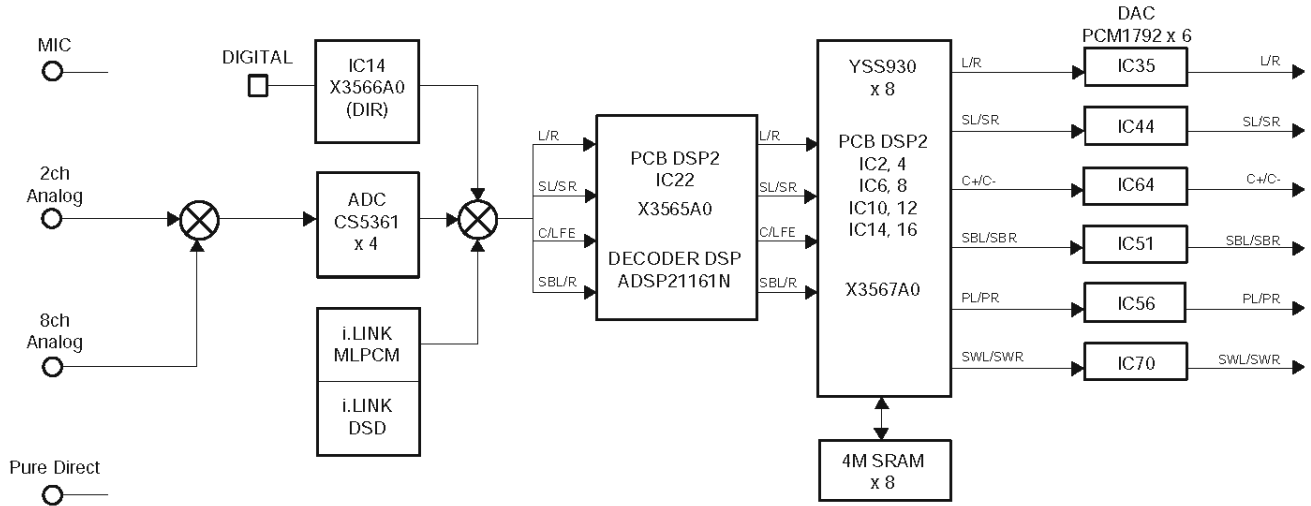 MIC
2ch
Analog
8ch
Analog
Pure Direct
DIGITAL
IC14
X3566A0
(DIR)
ADC
CS5361
x 4
i.LINK
MLPCM
i.LINK
DSD
L/R
SL/SR
C/LFE
SBL/R
PCB DSP2
IC22
X3565A0
DECODER DSP
ADSP21161N
L/R
SL/SR
C/LFE
SBL/R
YSS930
x 8
PCB DSP2
IC2, 4
IC6, 8
IC10, 12
IC14, 16
X3567A0
4M SRAM
x 8
DAC
PCM1792 x 6
L/R
IC35
L/R
SL/SR
IC44
SL/SR
C+/C-
IC64
C+/C-
SBL/SBR
IC51
SBL/SBR
PL/PR
IC56
PL/PR
SWL/SWR
IC70
SWL/SWR